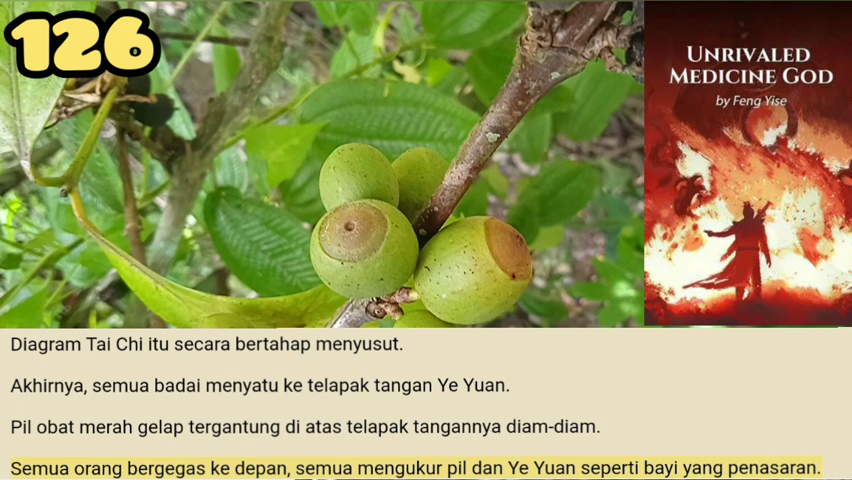 126
UNRIVALED
MEDICINE GOD
by Feng Yise
Diagram Tai Chi itu secara bertahap menyusut.
Akhirnya, semua badai menyatu ke telapak tangan Ye Yuan.
Pil obat merah gelap tergantung di atas telapak tangannya diam-diam.
Semua orang bergegas ke depan, semua mengukur pil dan Ye Yuan seperti bayi yang penasaran.